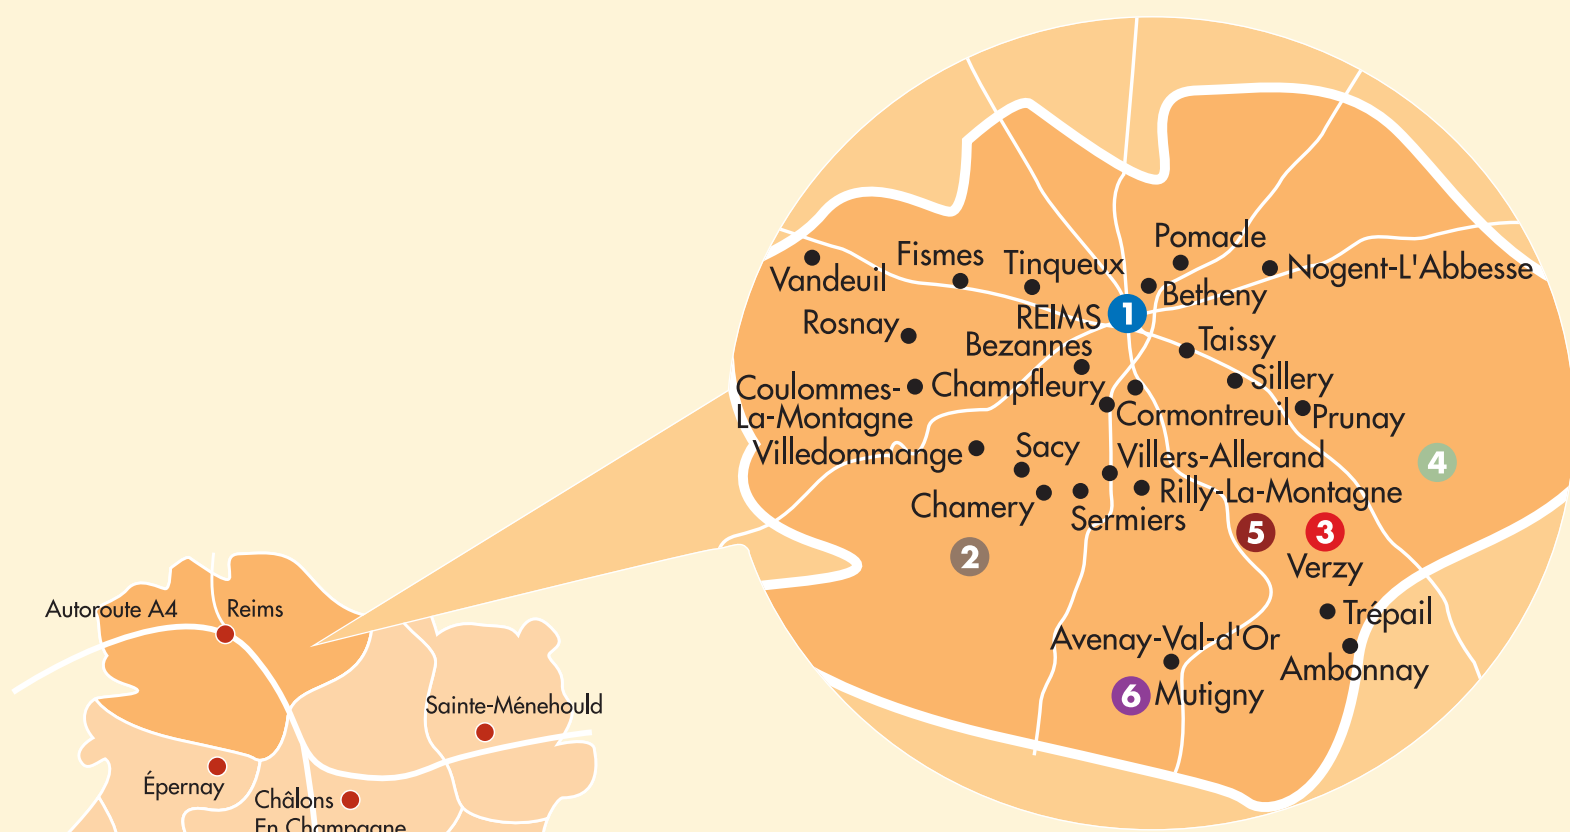 Pomacle
Fismes
Tinqueux
Nogent-L'Abbesse
Vandeuil
Betheny
REIMS 1
Rosnay
Taissy
Bezannes
Sillery
Coulommes-
La-Montagne
Champfleury
Cormontreuil
Prunay
Villedommange
Sacy
Villers-Allerand
4
Rilly-La-Montagne
Chamery
Sermiers
5
3
Verzy
2
Trépail
Avenay-Val-d'Or
Ambonnay
6 Mutigny
Autoroute A4
Reims
Sainte-Ménehould
Épernay
Châlons
En Champagne